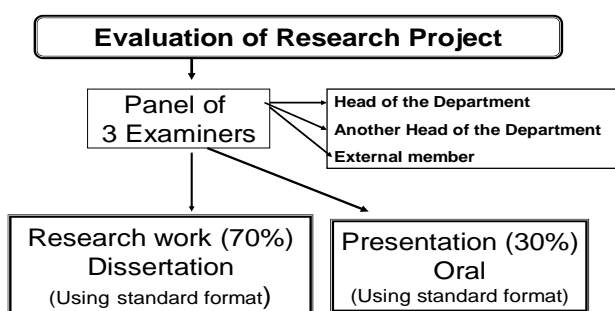 Evaluation of Research Project
Panel of
3 Examiners
Head of the Department
Another Head of the Department
External member
Research work (70%)
Dissertation
(Using standard format)
Presentation (30%)
Oral
(Using standard format)